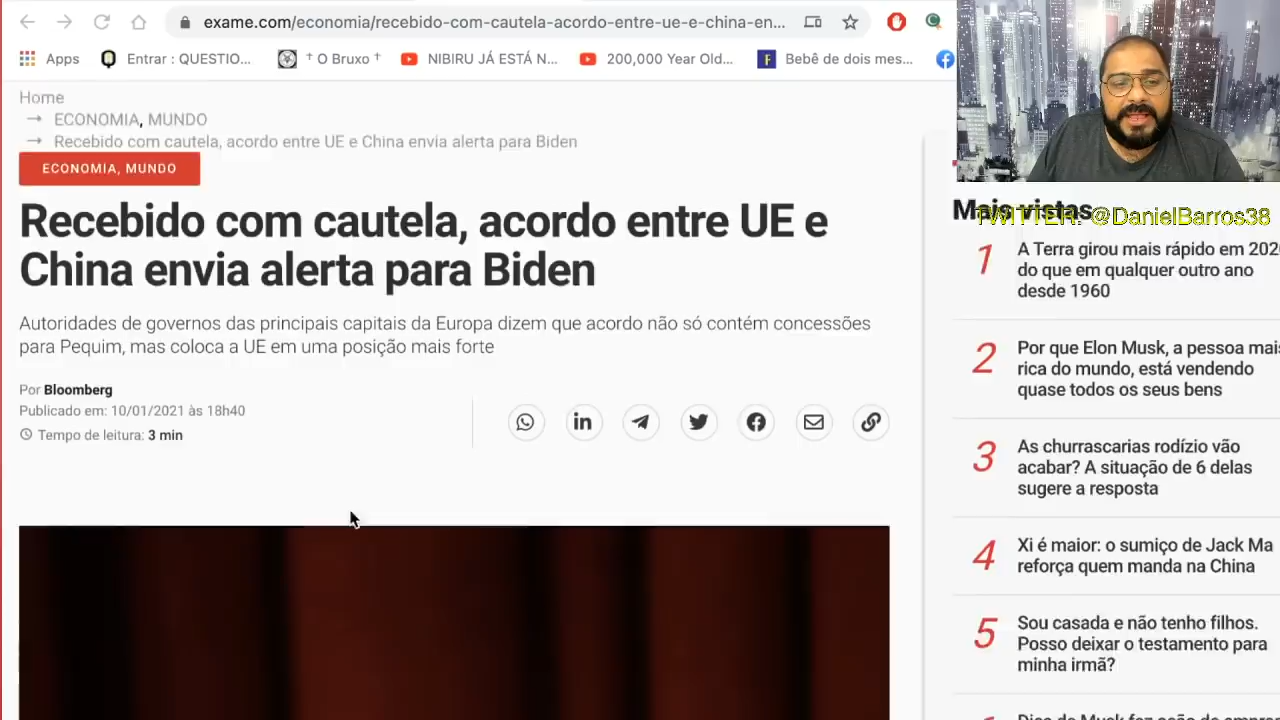 exame.com/economia/recebido-com-cautela-acordo-entre-ue-e-china-en...
Apps
Entrar : QUESTIO...
† O Bruxo †
NIBIRU JÁ ESTÁ N...
200,000 Year Old...
Bebê de dois mes...
Home
→ ECONOMIA, MUNDO
→ Recebido com cautela, acordo entre UE e China envia alerta para Biden
ECONOMIA, MUNDO
Recebido com cautela, acordo entre UE e
China envia alerta para Biden
Autoridades de governos das principais capitais da Europa dizem que acordo não só contém concessões
para Pequim, mas coloca a UE em uma posição mais forte
Por Bloomberg
Publicado em: 10/01/2021 às 18h40
Tempo de leitura: 3 min
Mais vistas
TWITTER: @DanielBarros38
1
A Terra girou mais rápido em 202
do que em qualquer outro ano
desde 1960
2
Por que Elon Musk, a pessoa mais
rica do mundo, está vendendo
quase todos os seus bens
3
As churrascarias rodízio vão
acabar? A situação de 6 delas
sugere a resposta
4
Xi é maior: o sumiço de Jack Ma
reforça quem manda na China
5
Sou casada e não tenho filhos.
Posso deixar o testamento para
minha irmã?